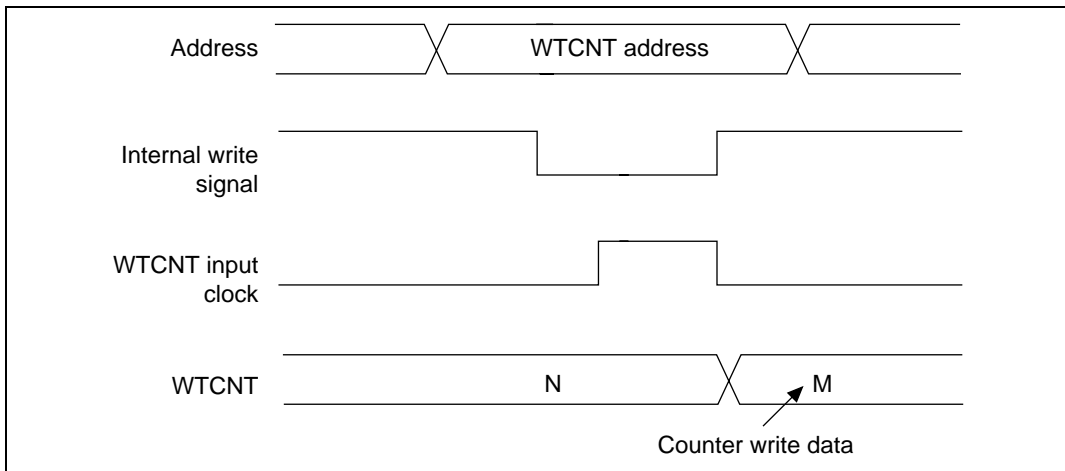 Address
WTCNT address
Internal write
signal
WTCNT input
clock
WTCNT
N
M
Counter write data